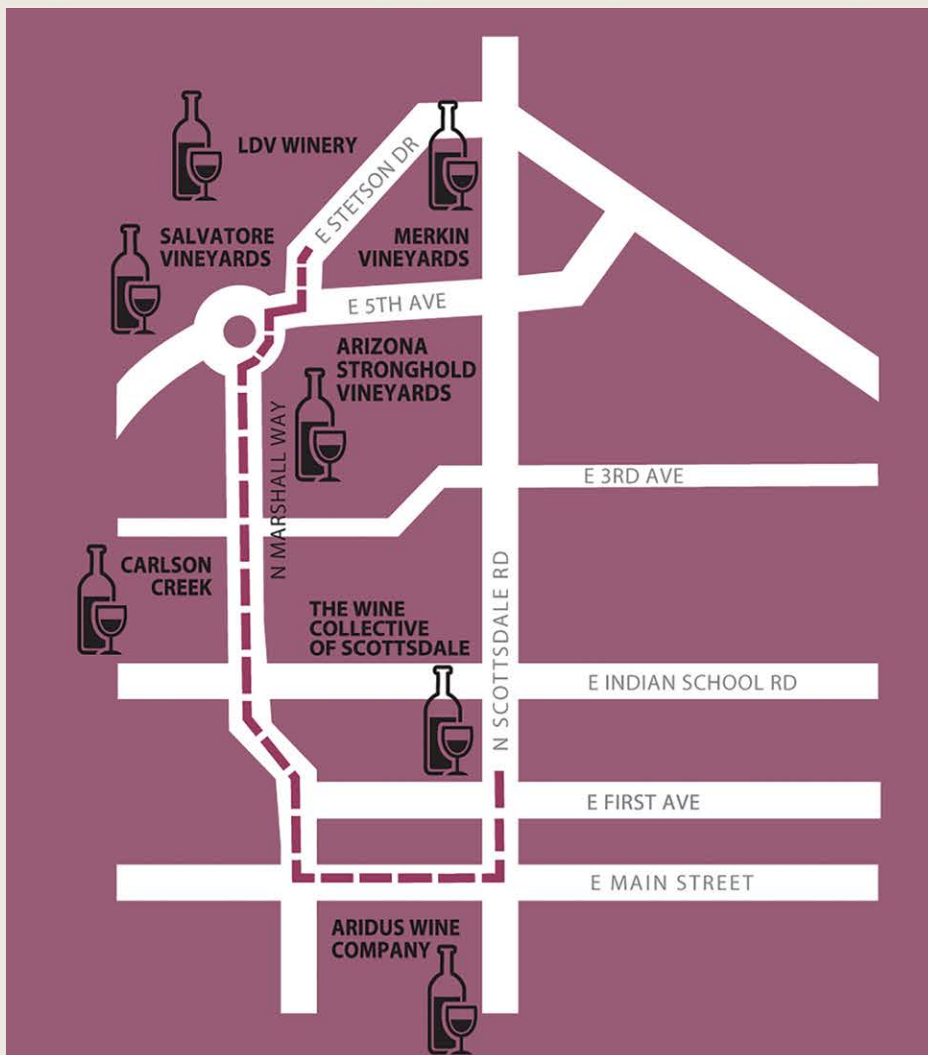 LDV WINERY
E STETSON DR
SALVATORE
VINEYARDS
MERKIN
VINEYARDS
E 5TH AVE
ARIZONA
STRONGHOLD
VINEYARDS
N MARSHALL WAY
E 3RD AVE
CARLSON
CREEK
THE WINE
COLLECTIVE
OF SCOTTSDALE
N SCOTTSDALE RD
E INDIAN SCHOOL RD
E FIRST AVE
E MAIN STREET
ARIDUS WINE
COMPANY